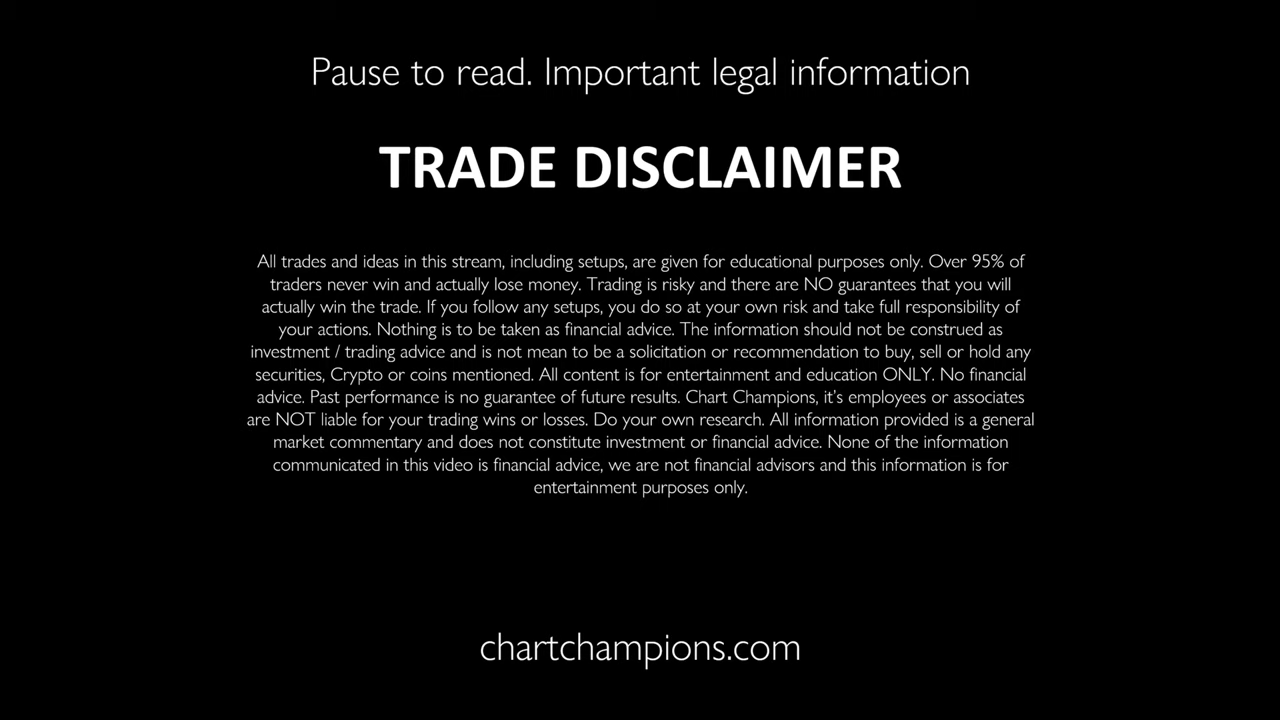 Pause to read. Important legal information
TRADE DISCLAIMER
All trades and ideas in this stream, including setups, are given for educational purposes only. Over 95% of
traders never win and actually lose money. Trading is risky and there are NO guarantees that you will
actually win the trade. If you follow any setups, you do so at your own risk and take full responsibility of
your actions. Nothing is to be taken as financial advice. The information should not be construed as
investment / trading advice and is not mean to be a solicitation or recommendation to buy, sell or hold any
securities, Crypto or coins mentioned. All content is for entertainment and education ONLY. No financial
advice. Past performance is no guarantee of future results. Chart Champions, it's employees or associates
are NOT liable for your trading wins or losses. Do your own research. All information provided is a general
market commentary and does not constitute investment or financial advice. None of the information
communicated in this video is financial advice, we are not financial advisors and this information is for
entertainment purposes only.
chartchampions.com